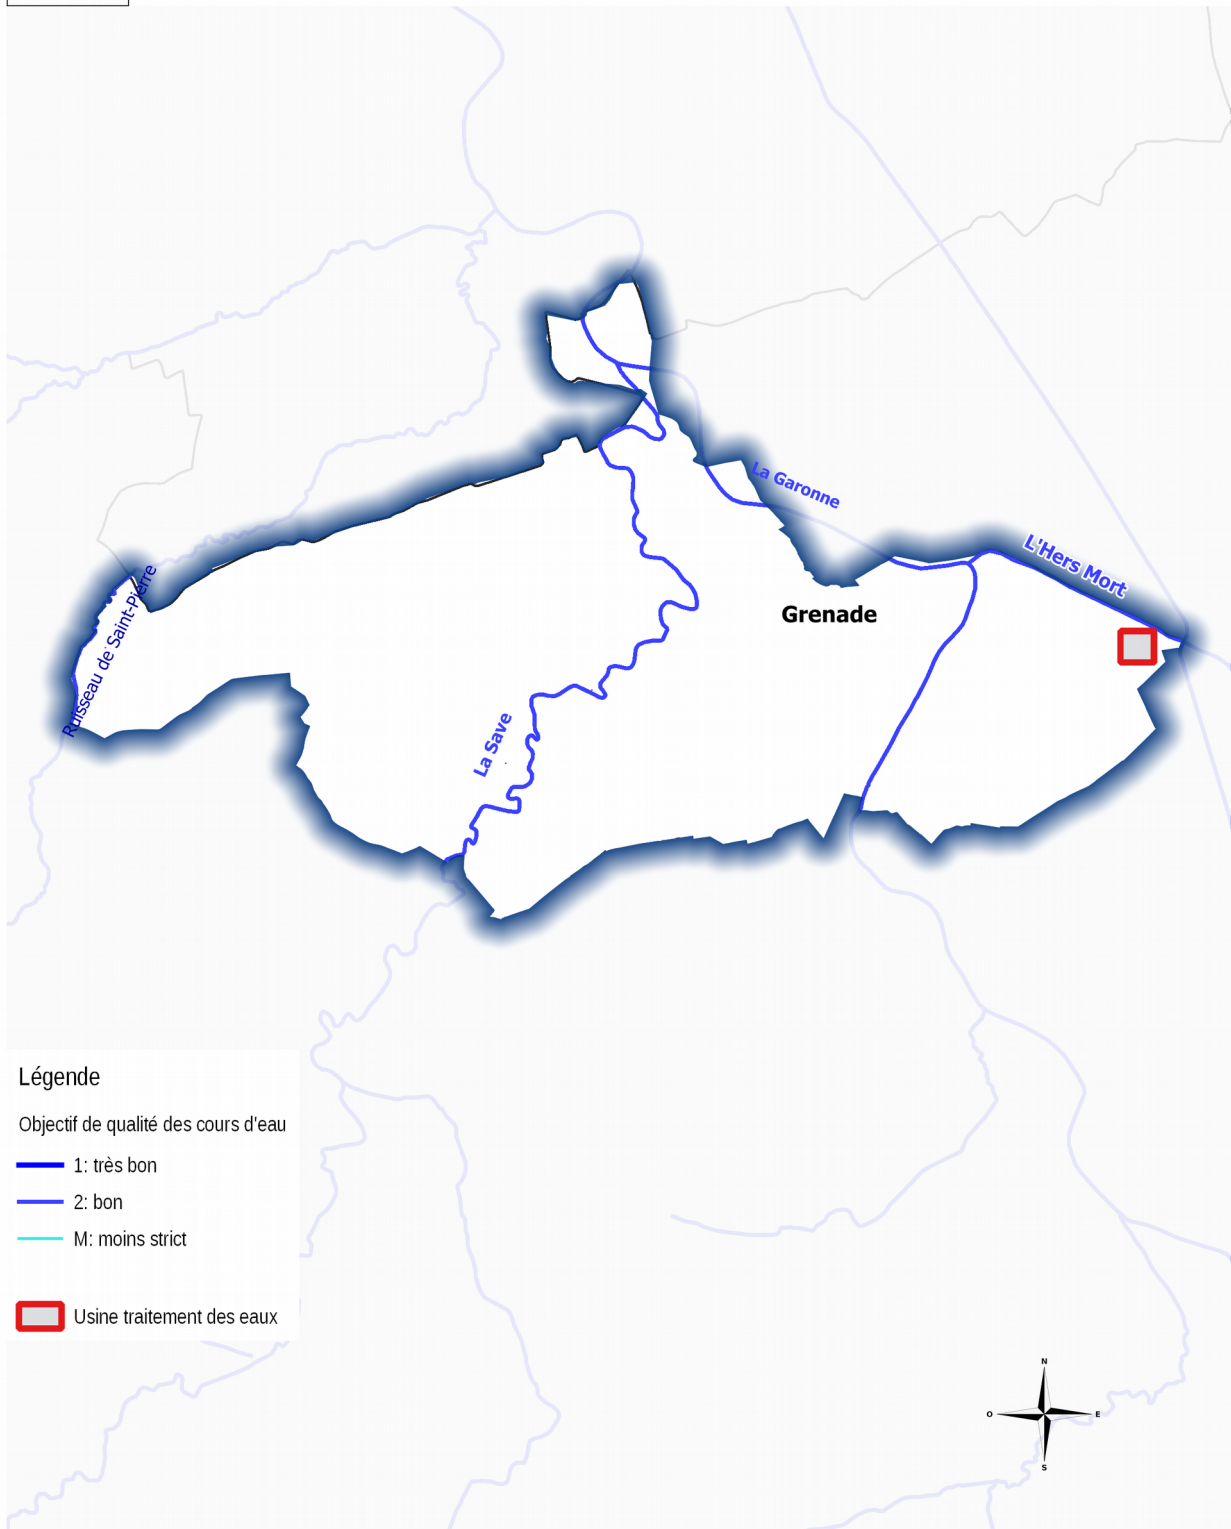 La Garonne
L'Hers Mort
Ruisseau de Saint-Pierre
Grenade
La Save
Légende
Objectif de qualité des cours d'eau
1: très bon
2: bon
M: moins strict
Usine traitement des eaux
N
O
E
S